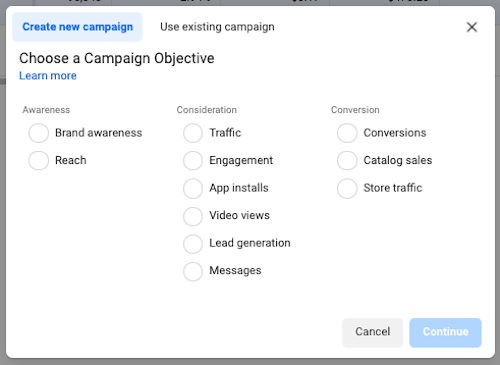 Create new campaign
Use existing campaign
Choose a Campaign Objective
Learn more
Awareness
Brand awareness
Reach
Consideration
Traffic
Engagement
App installs
Video views
Lead generation
Messages
Conversion
Conversions
Catalog sales
Store traffic
Cancel
Continue